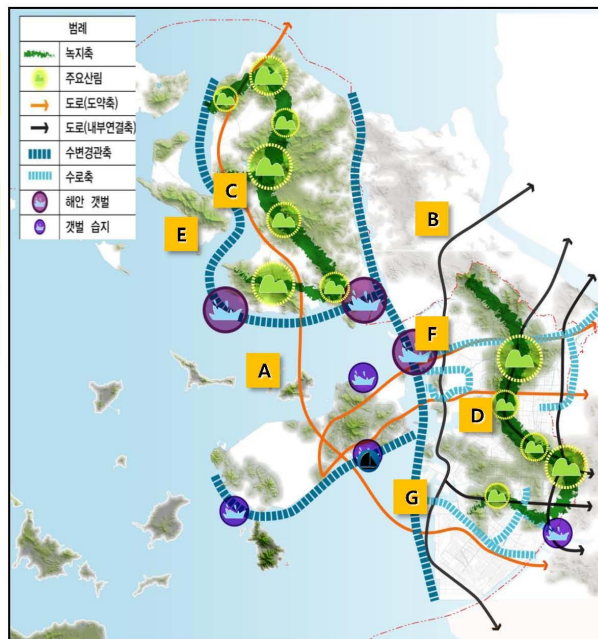 범례
녹지축
주요산림
도로(도약축)
도로(내부연결축)
수변경관축
수로축
해안 갯벌
갯벌 습지
C
B
E
F
A
D
G